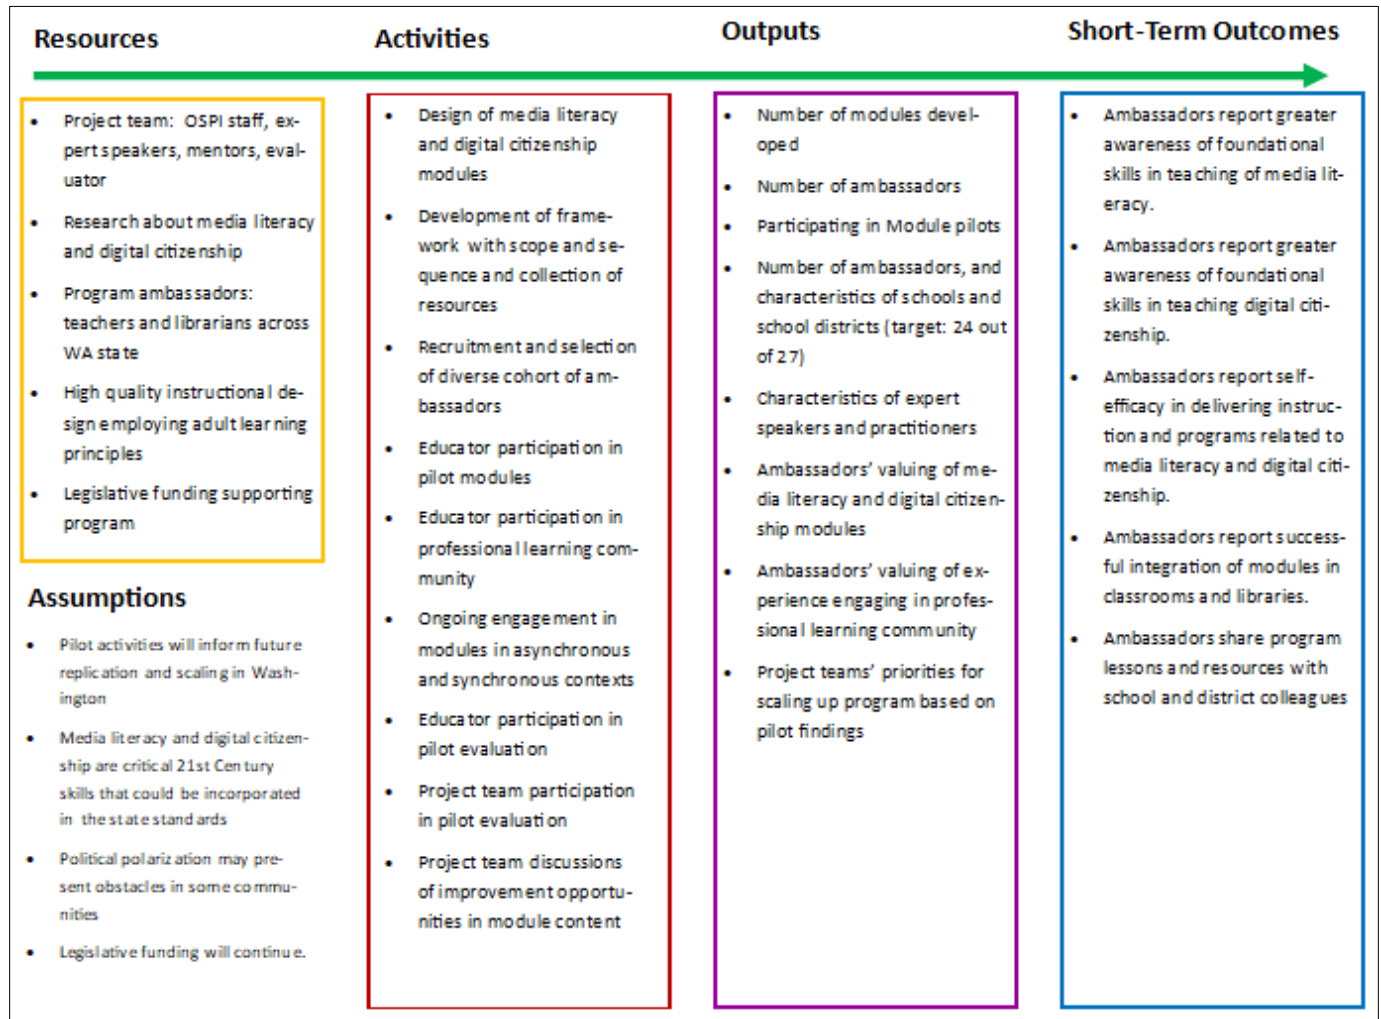 Resources
Project team: OSPI staff, ex-
pert speakers, mentors, eval-
uator
Research about media literacy
and digital citizenship
Program ambassadors:
teachers and librarians across
WA state
High quality instructional de-
sign employing adult learning
principles
Legislative funding supporting
program
Assumptions
Pilot activities will inform future
replication and scaling in Wash-
ington
Media literacy and digital citizen-
ship are critical 21st Century
skills that could be incorporated
in the state standards
Political polarization may pre-
sent obstacles in some commu-
nities
Legislative funding will continue.
Activities
Design of media literacy
and digital citizenship
modules
Development of frame-
work with scope and se-
quence and collection of
resources
Recruitment and selection
of diverse cohort of am-
bassadors
Educator participation in
pilot modules
Educator participation in
professional learning com-
munity
Ongoing engagement in
modules in asynchronous
and synchronous contexts
Educator participation in
pilot evaluation
Project team participation
in pilot evaluation
Project team discussions
of improvement opportu-
nities in module content
Outputs
Number of modules devel-
oped
Number of ambassadors
Participating in Module pilots
Number of ambassadors, and
characteristics of schools and
school districts (target: 24 out
of 27)
Characteristics of expert
speakers and practitioners
Ambassadors’ valuing of me-
dia literacy and digital citizen-
ship modules
Ambassadors’ valuing of ex-
perience engaging in profes-
sional learning community
Project teams’ priorities for
scaling up program based on
pilot findings
Short-Term Outcomes
Ambassadors report greater
awareness of foundational
skills in teaching of media lit-
eracy.
Ambassadors report greater
awareness of foundational
skills in teaching digital citi-
zenship.
Ambassadors report self-
efficacy in delivering instruc-
tion and programs related to
media literacy and digital citi-
zenship.
Ambassadors report success-
ful integration of modules in
classrooms and libraries.
Ambassadors share program
lessons and resources with
school and district colleagues